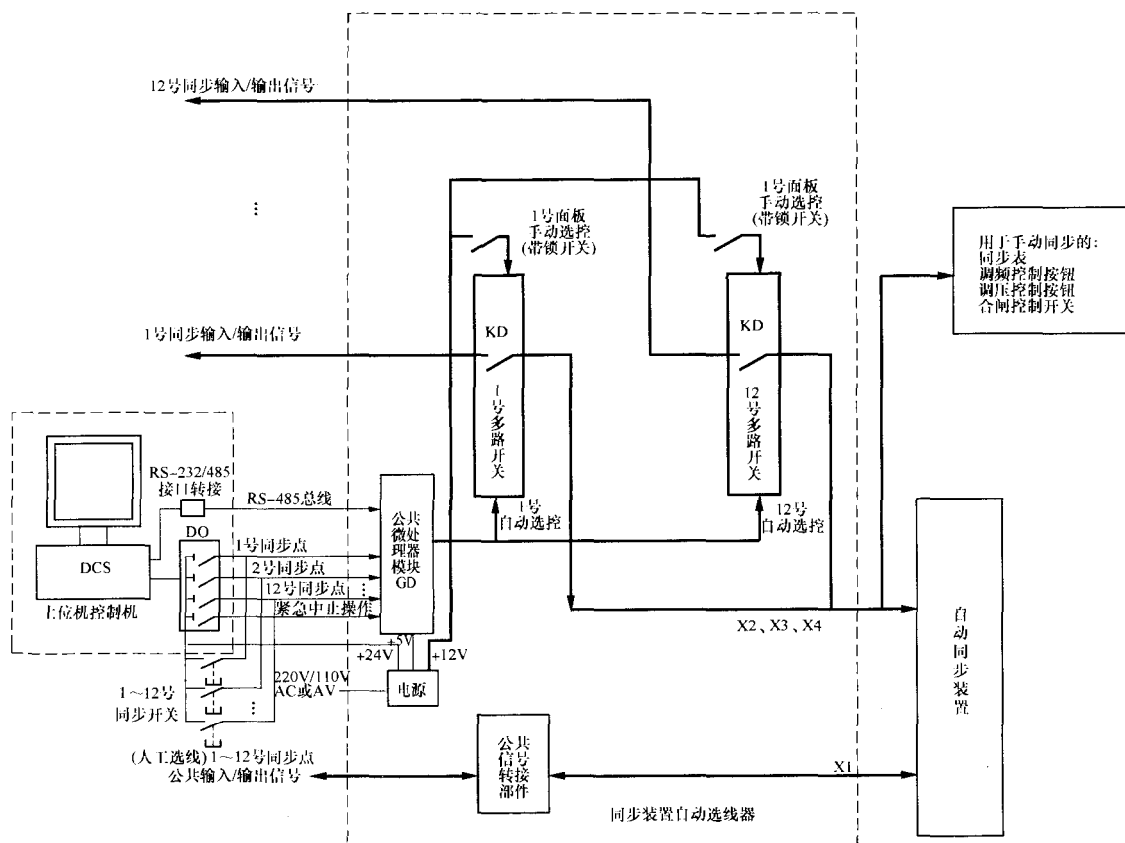 12号同步输入/输出信号
1号面板
手动选控
(带锁开关)
1号面板
手动选控
(带锁开关)
用于手动同步的:
同步表
调频控制按钮
调压控制按钮
合闸控制开关
KD
KD
1号同步输入/输出信号
1号多路开关
12号多路开关
RS-232/485
接口转接
RS-485总线
1号
自动选控
12号
自动选控
DO
1号同步点
2号同步点
12号同步点
紧急中止操作
DCS
上位机控制机
公共
微处
理器
模块
GD
X2、X3、X4
自动同步装置
+5V
+24V
+12V
220V/110V
AC或AV
电源
1~12号
同步开关
(人工选线)1~12号同步点
公共输入/输出信号
公共
信号
转接
部件
X1
同步装置自动选线器